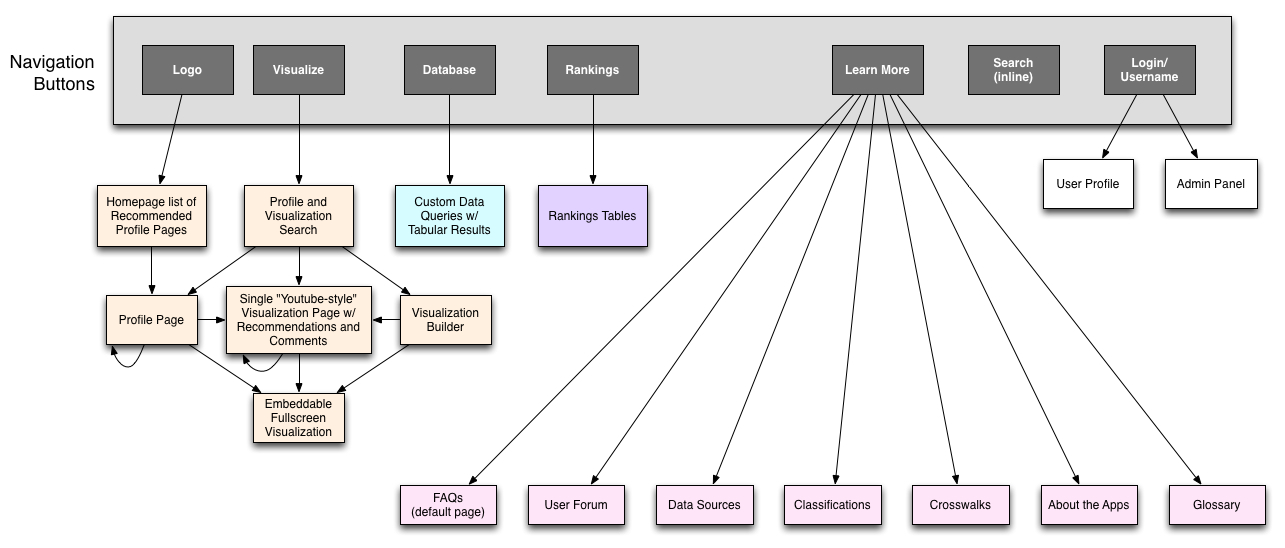 Navigation
Buttons
Logo
Visualize
Database
Rankings
Learn More
Search
(inline)
Login/
Username
User Profile
Admin Panel
Homepage list of
Recommended
Profile Pages
Profile and
Visualization
Search
Custom Data
Queries w/
Tabular Results
Rankings Tables
Profile Page
Single "Youtube-style"
Visualization Page w/
Recommendations and
Comments
Visualization
Builder
Embeddable
Fullscreen
Visualization
FAQs
(default page)
User Forum
Data Sources
Classifications
Crosswalks
About the Apps
Glossary